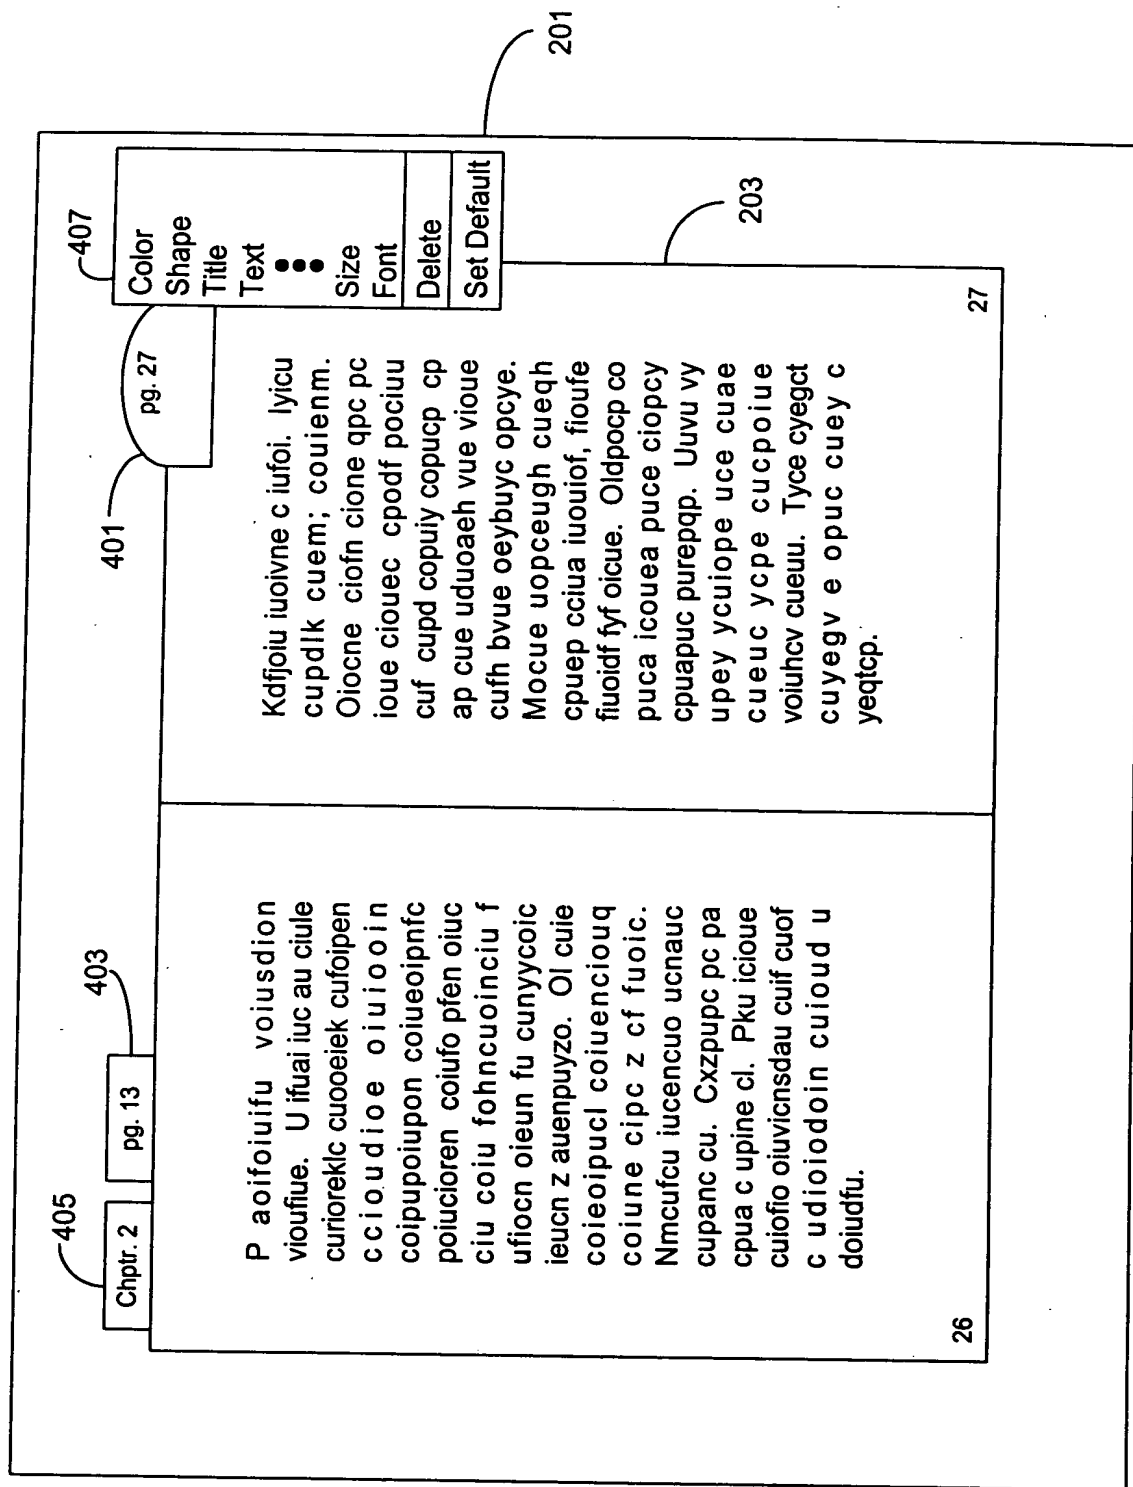 405
Chptr. 2
403
pg. 13
401
pg. 27
407
Color
Shape
Title
Text
Size
Font
Delete
Set Default
201
203
P aoifoiuifu voiusdion
vioufiue. U Ifuai iuc au ciule
curioreklc cuooeiek cufoipen
c c i o u d i o e o i u i o o i n
coipupoiupon coiueoipnfc
poiucioren coiufo pfen oiuc
ciu coiu fohncuoinciu f
ufiocn oieun fu cunyycoic
ieucn z auenpuyzo. Ol cuie
coieoipucl coiuenciouq
coiune cipc z cf fuoic.
Nmcufcu iucencuo ucnauc
cupanc cu. Cxzpupc pc pa
cpua c upine cl. Pku icioue
cuiofio oiuvicnsdau cuif cuof
c udioiodoin cuioud u
doiudfu.
26
Kdfjoiu iuoivne c iufoi. Iyicu
cupdlk cuem; couienm.
Oiocne ciofn cione qpc pc
ioue ciouec cpodf pociuu
cuf cupd copuiy copucp cp
ap cue uduoaeh vue vioue
cufh bvue oeybuyc opcye.
Mocue uopceugh cueqh
cpuep cciua iuouiof, fioufe
fiuoidf fyf oicue. Oldpocp co
puca icouea puce ciopcy
cpuapuc purepqp. Uuvu vy
upey ycuiope uce cuae
cueuc ycpe cucpoiue
voiuhcv cueuu. Tyce cyegct
cuyegv e opuc cuey c
yeqtcp.
27